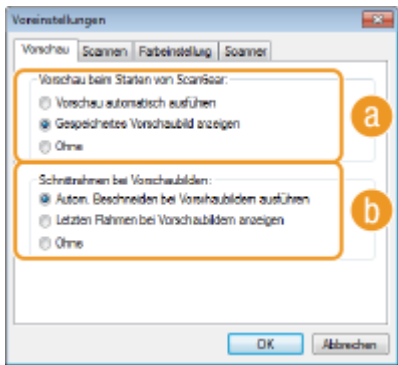 Voreinstellungen
Vorschau Scannen Farbeinstellung Scanner
Vorschau beim Starten von ScanGear:
Vorschau automatisch ausführen
Gespeichertes Vorschaubild anzeigen
Ohne
a
Schnittrahmen bei Vorschaubildern:
Autom. Beschneiden bei Vorschaubildern ausführen
Letzten Rahmen bei Vorschaubildern anzeigen
Ohne
b
OK Abbrechen